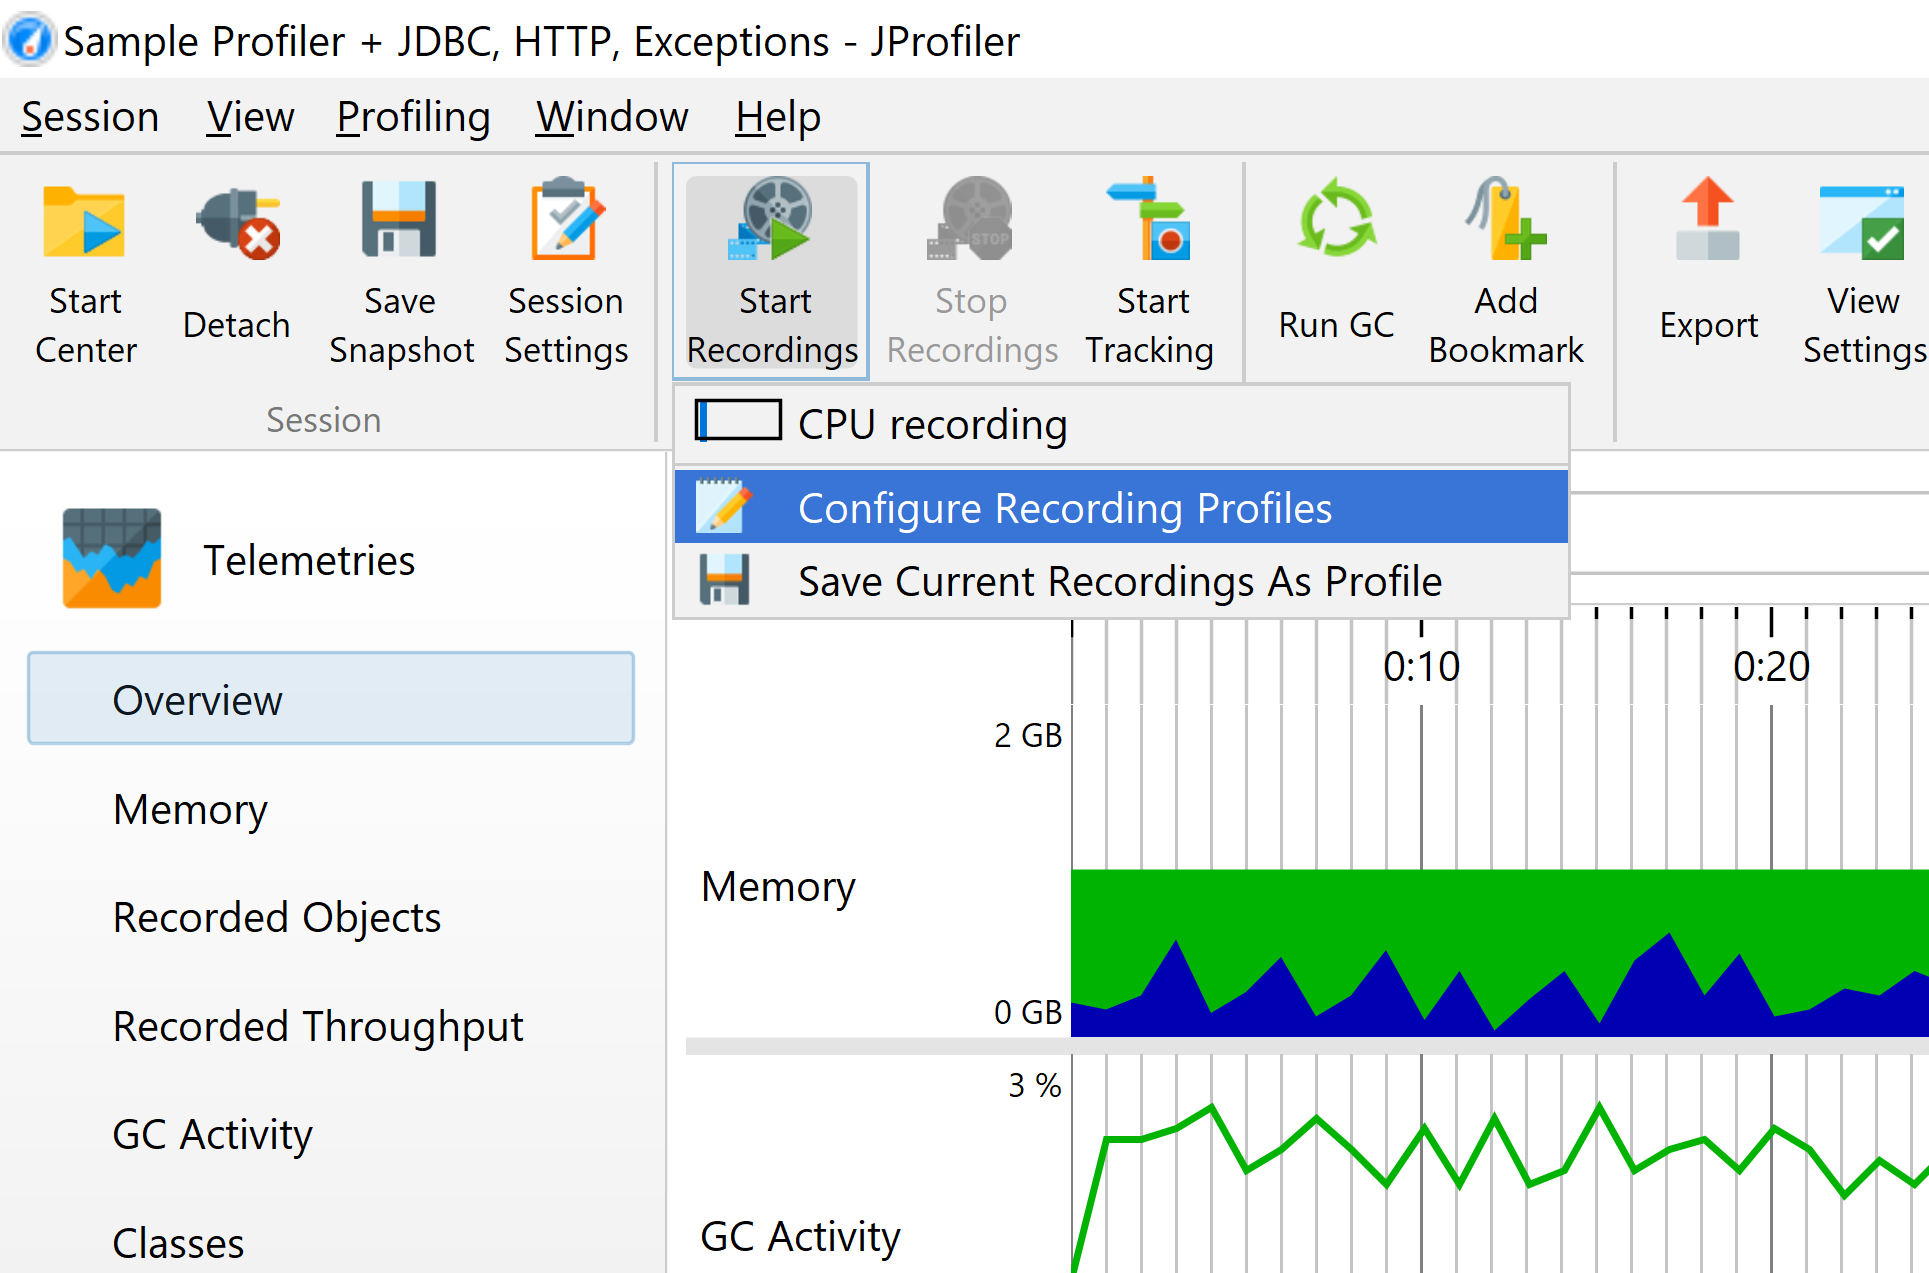 Sample Profiler + JDBC, HTTP, Exceptions - JProfiler
Session View Profiling Window Help
Start Center
Detach
Save Snapshot
Session Settings
Start Recordings
STOP
Stop Recordings
Start Tracking
Run GC
Add Bookmark
Export
View Settings
Session
CPU recording
Configure Recording Profiles
Save Current Recordings As Profile
Telemetries
Overview
Memory
Recorded Objects
Recorded Throughput
GC Activity
Classes
0:10 0:20
2 GB
Memory
0 GB
3 %
GC Activity